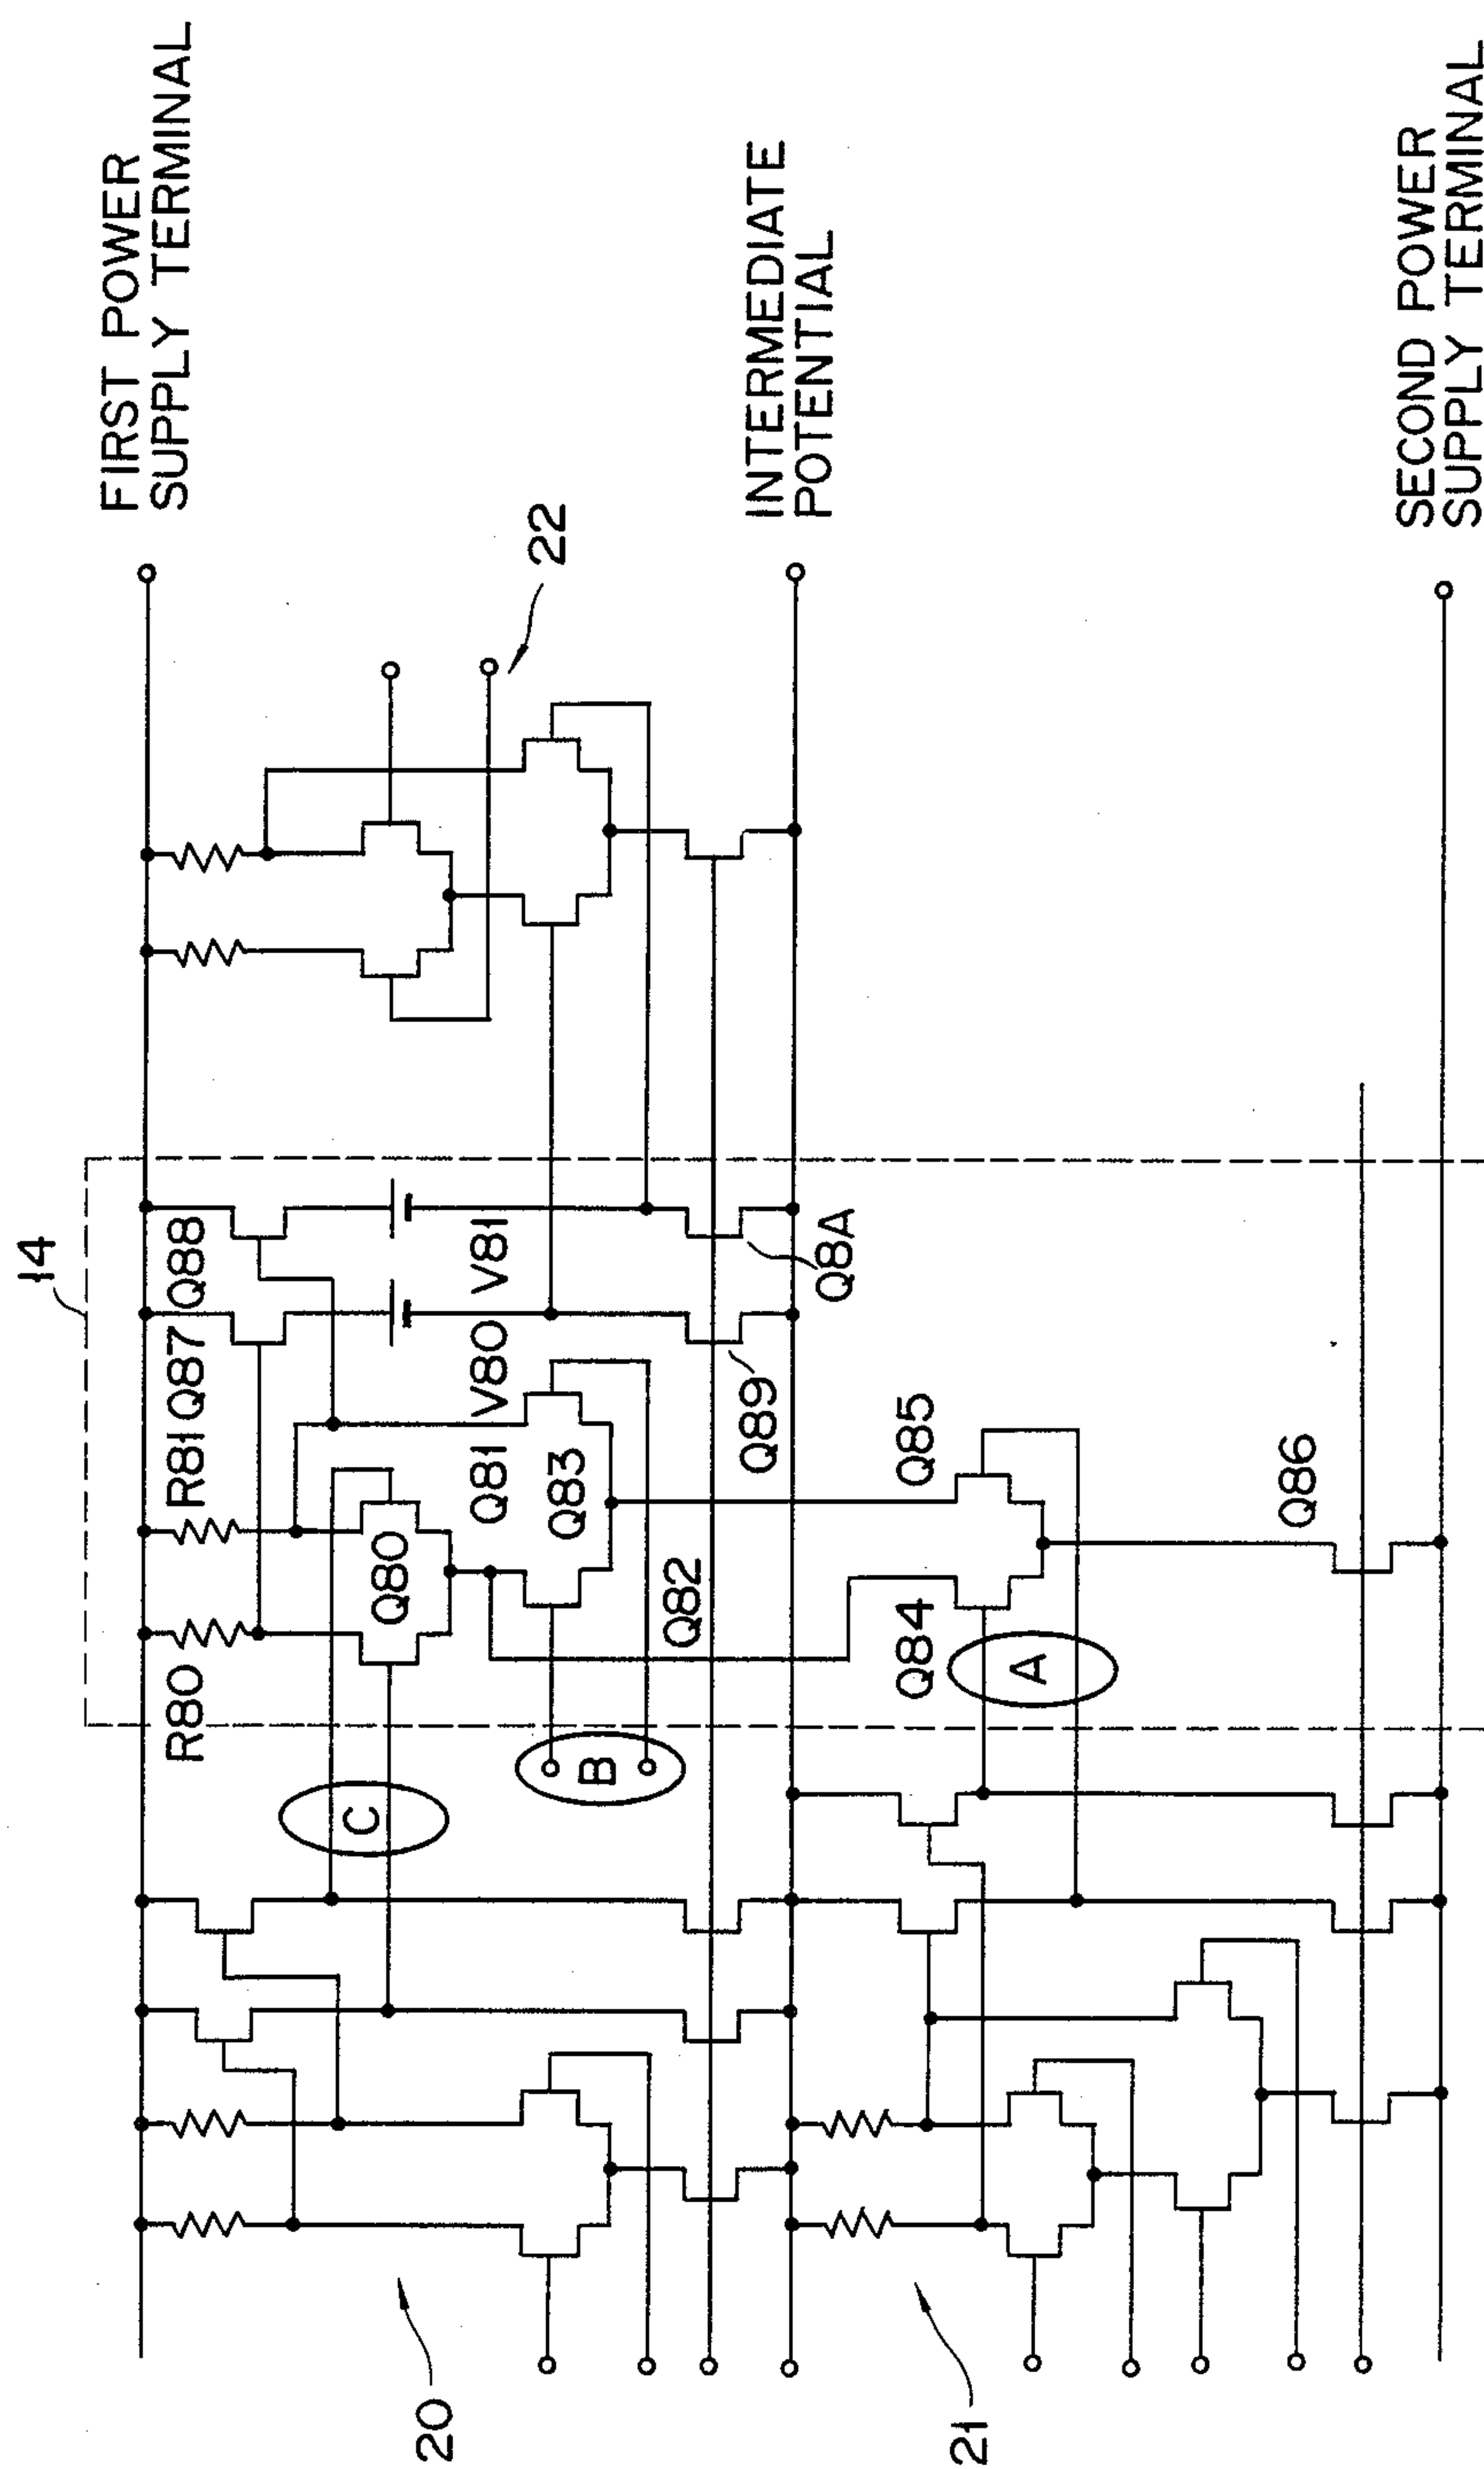 FIRST POWER
SUPPLY TERMINAL
22
INTERMEDIATE
POTENTIAL
SECOND POWER
SUPPLY TERMINAL
14
R80
R81
Q87
Q88
Q80
Q81
V80
V81
Q83
Q82
Q89
Q8A
Q84
Q85
Q86
A
B
C
20
21